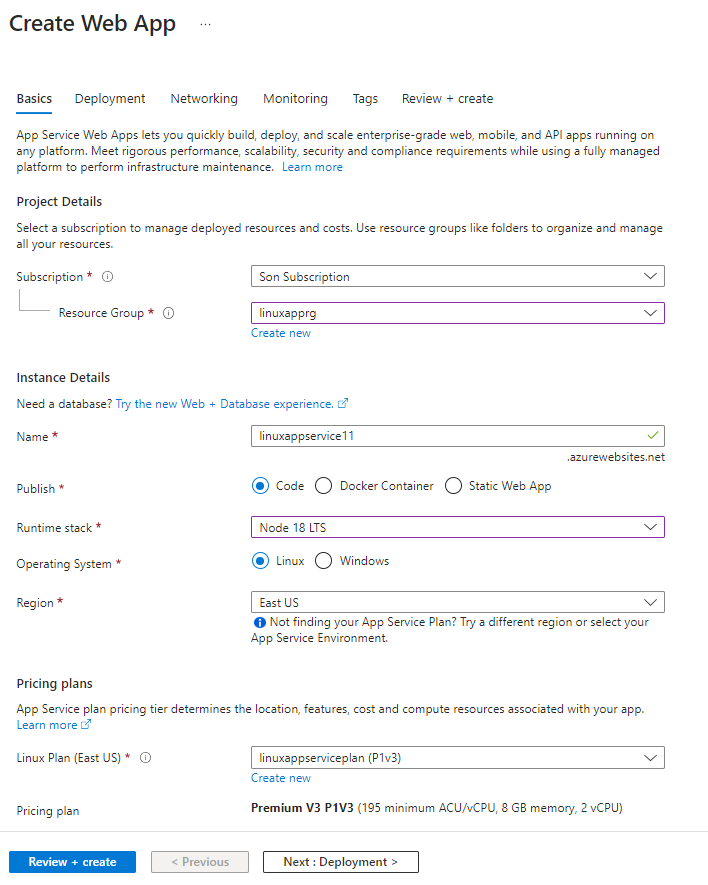 Create Web App ...
Basics Deployment Networking Monitoring Tags Review + create
App Service Web Apps lets you quickly build, deploy, and scale enterprise-grade web, mobile, and API apps running on
any platform. Meet rigorous performance, scalability, security and compliance requirements while using a fully managed
platform to perform infrastructure maintenance. Learn more
Project Details
Select a subscription to manage deployed resources and costs. Use resource groups like folders to organize and manage
all your resources.
Subscription * Son Subscription
Resource Group * linuxapprg
Create new
Instance Details
Need a database? Try the new Web + Database experience.
Name * linuxappservice11
.azurewebsites.net
Publish * Code Docker Container Static Web App
Runtime stack * Node 18 LTS
Operating System * Linux Windows
Region * East US
Not finding your App Service Plan? Try a different region or select your
App Service Environment.
Pricing plans
App Service plan pricing tier determines the location, features, cost and compute resources associated with your app.
Learn more
Linux Plan (East US) * linuxappserviceplan (P1v3)
Create new
Pricing plan Premium V3 P1V3 (195 minimum ACU/vCPU, 8 GB memory, 2 vCPU)
Review + create < Previous Next : Deployment >